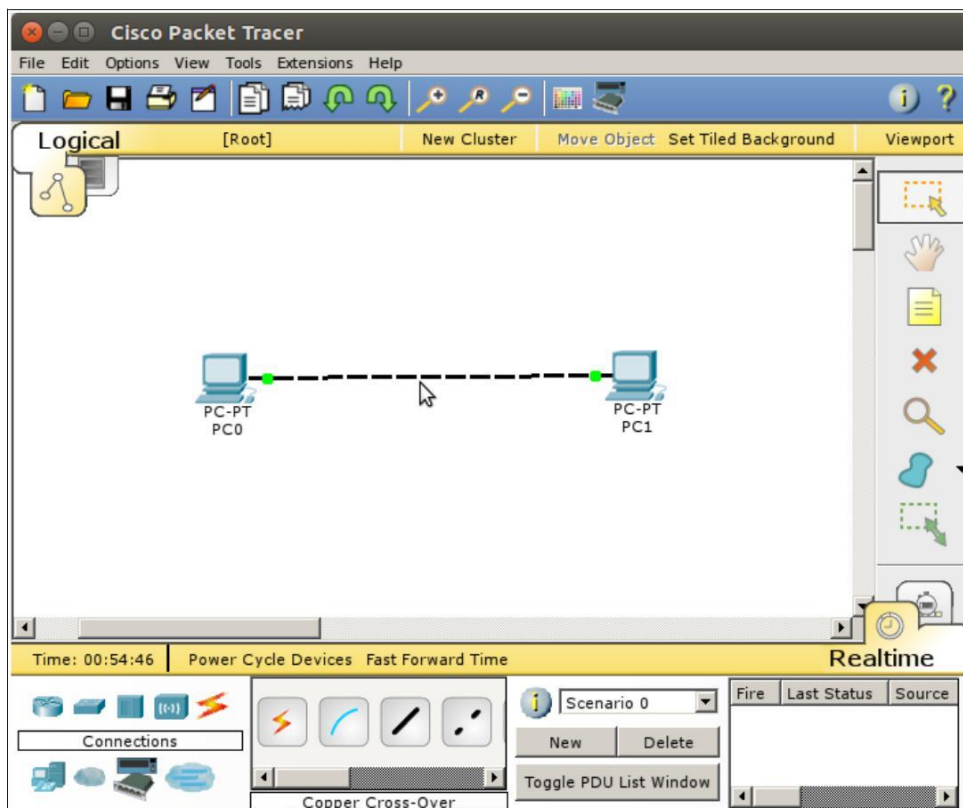 Cisco Packet Tracer
File Edit Options View Tools Extensions Help
Logical [Root] New Cluster Move Object Set Tiled Background Viewport
PC-PT
PC0
PC-PT
PC1
Time: 00:54:46 Power Cycle Devices Fast Forward Time Realtime
Connections
Copper Cross-Over
Scenario 0
New Delete
Toggle PDU List Window
Fire Last Status Source